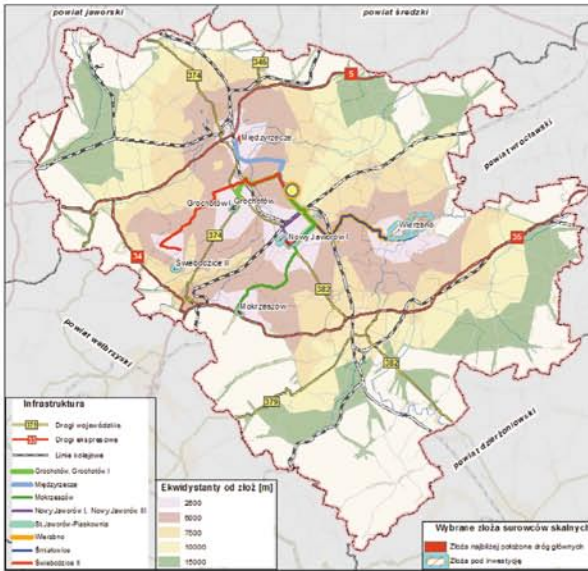 powiat jaworski
powiat średzki
374
345
5
Międzyrzecze
powiat wrocławski
Grochotów I
Grochotów
Wierzbno
374
Nowy Jaworów I
35
34
Świebodzice II
382
Mokrzeszów
powiat wałbrzyski
382
379
powiat dzierżoniowski
Infrastruktura
Drogi wojewódzkie
Drogi ekspresowe
Linie kolejowe
Grochotów, Grochotów I
Międzyrzecze
Mokrzeszów
Nowy Jaworów I, Nowy Jaworów III
St.Jaworów-Piaskownia
Wierzbno
Śmiałowice
Świebodzice II
Ekwidystanty od złoż [m]
2500
5000
7500
10000
15000
Wybrane złoża surowców skalnych
Złoża najbliżej położone dróg głównych
Złoża pod inwestycję